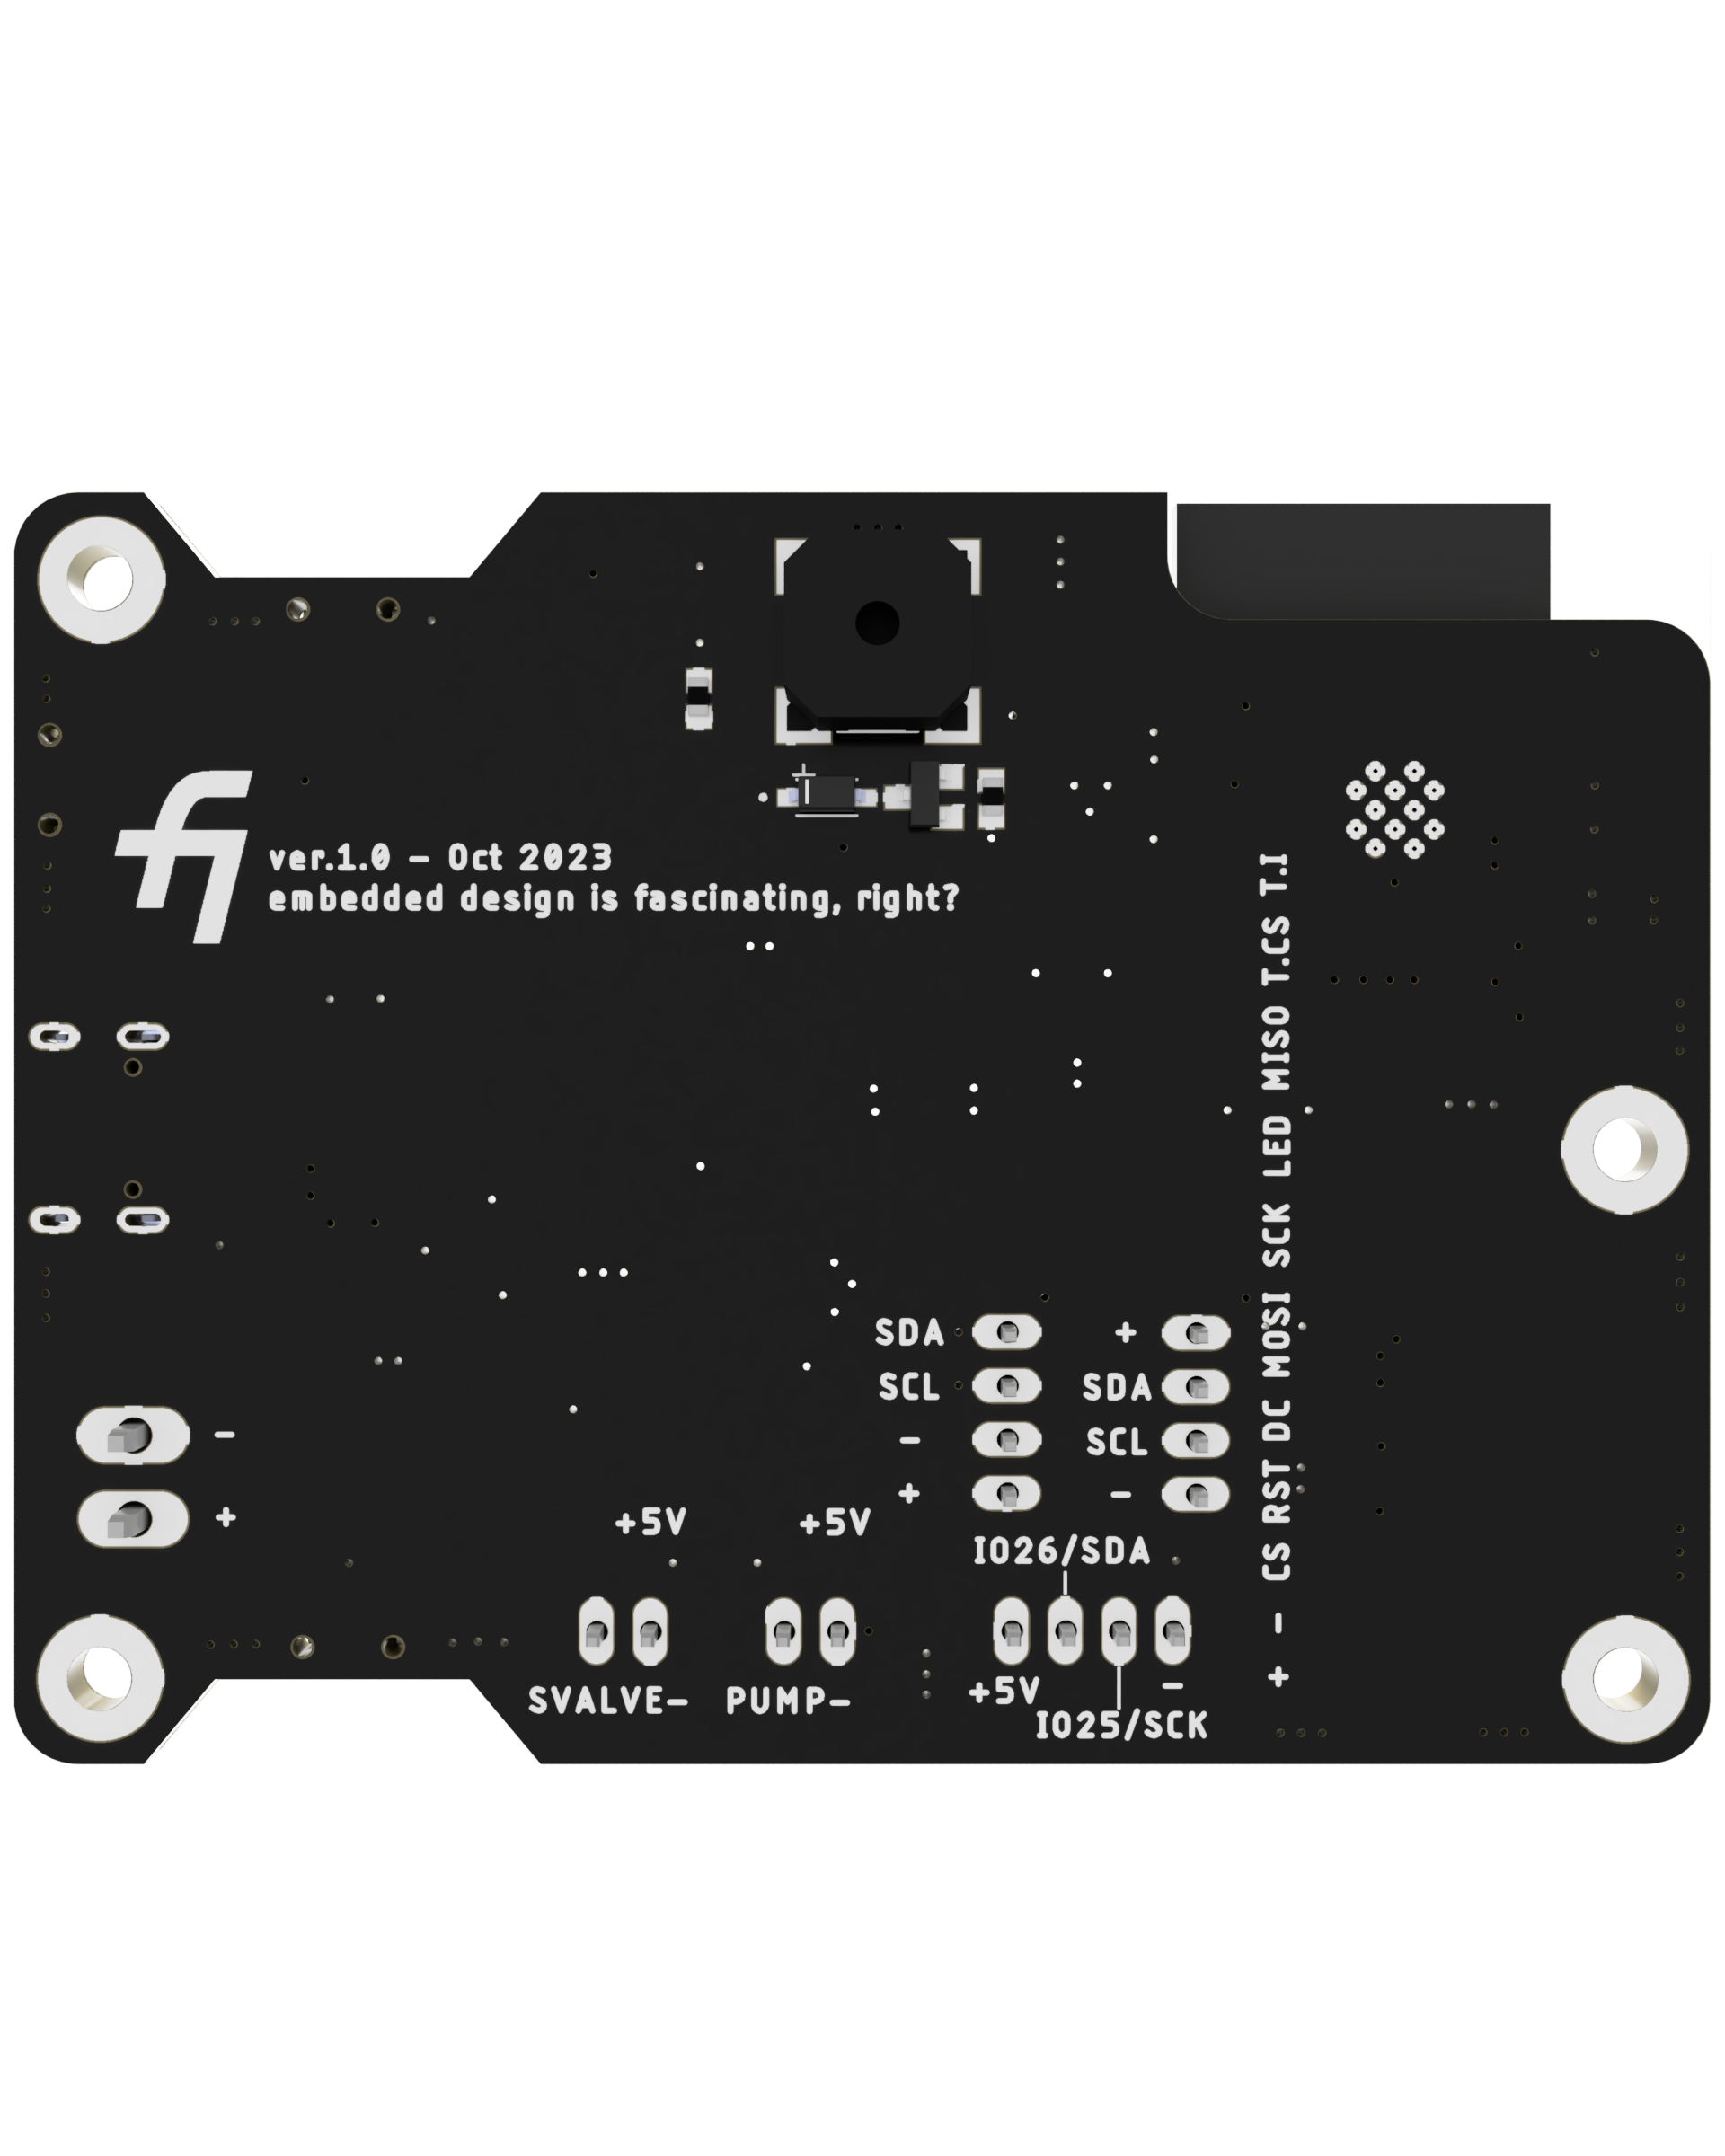 ver.1.0 - Oct 2023
embedded design is fascinating, right?
CS RST DC MOSI SCK LED MISO T.CS T.I
- +
SDA +
SCL SDA
- SCL
+ -
-
+
+5V +5V
IO26/SDA
SVALVE- PUMP- +5V -
IO25/SCK